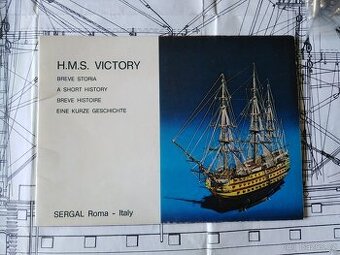 H.M.S. VICTORY
BREVE STORIA
A SHORT HISTORY
BREVE HISTOIRE
EINE KURZE GESCHICHTE
SERGAL Roma - Italy